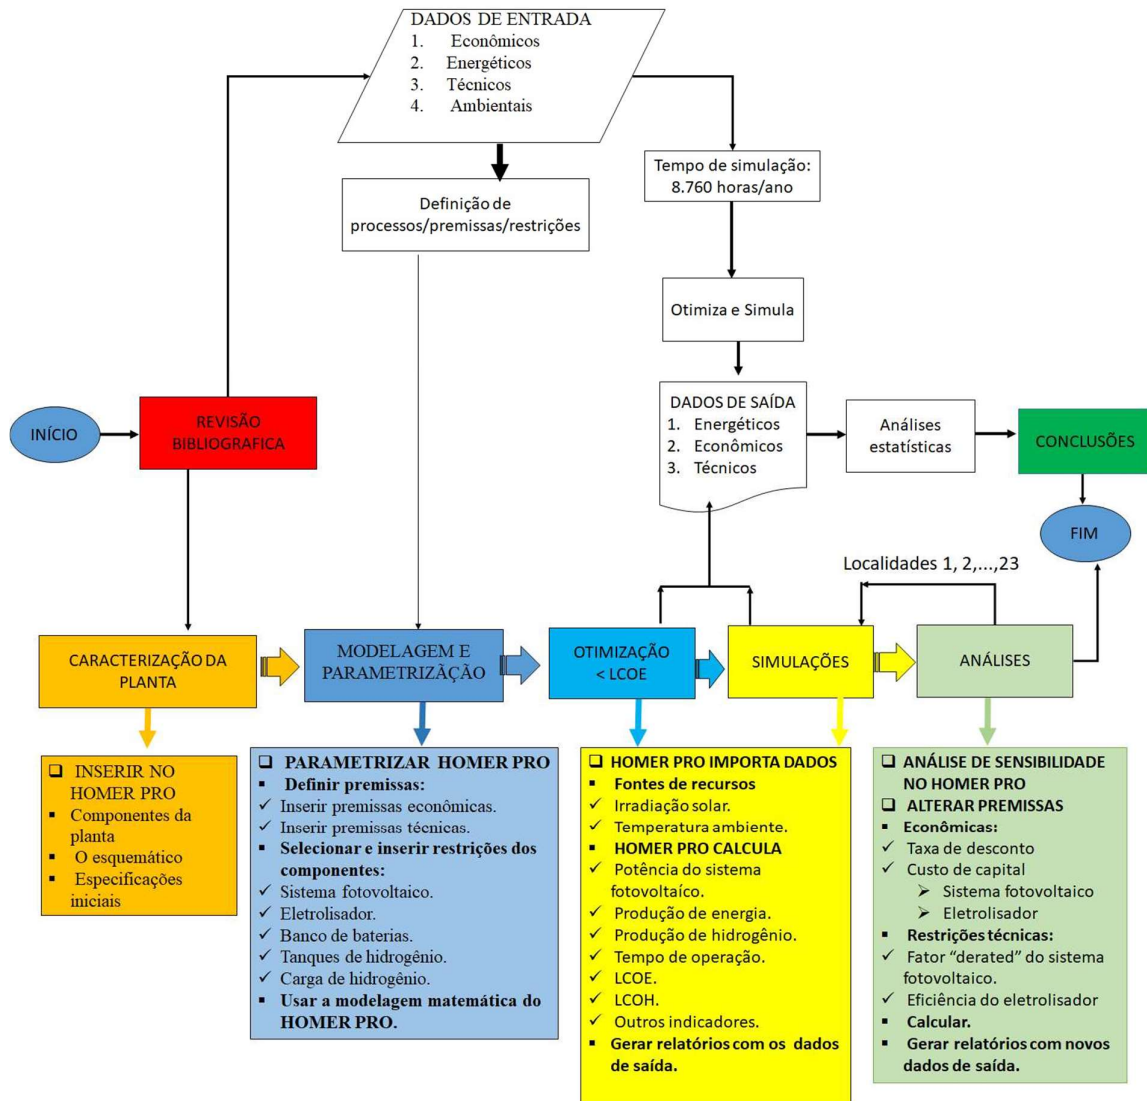 DADOS DE ENTRADA
1. Econômicos
2. Energéticos
3. Técnicos
4. Ambientais
Tempo de simulação:
8.760 horas/ano
Definição de
processos/premissas/restrições
Otimiza e Simula
INÍCIO
REVISÃO
BIBLIOGRAFICA
DADOS DE SAÍDA
1. Energéticos
2. Econômicos
3. Técnicos
Análises
estatísticas
CONCLUSÕES
FIM
Localidades 1, 2,...,23
CARACTERIZAÇÃO DA
PLANTA
MODELAGEM E
PARAMETRIZAÇÃO
OTIMIZAÇÃO
< LCOE
SIMULAÇÕES
ANÁLISES
❑ INSERIR NO
HOMER PRO
▪ Componentes da
planta
▪ O esquemático
▪ Especificações
iniciais
❑ PARAMETRIZAR HOMER PRO
▪ Definir premissas:
✓ Inserir premissas econômicas.
✓ Inserir premissas técnicas.
▪ Selecionar e inserir restrições dos
componentes:
✓ Sistema fotovoltaico.
✓ Eletrolisador.
✓ Banco de baterias.
✓ Tanques de hidrogênio.
✓ Carga de hidrogênio.
▪ Usar a modelagem matemática do
HOMER PRO.
❑ HOMER PRO IMPORTA DADOS
▪ Fontes de recursos
✓ Irradiação solar.
✓ Temperatura ambiente.
▪ HOMER PRO CALCULA
✓ Potência do sistema
fotovoltaíco.
✓ Produção de energia.
✓ Produção de hidrogênio.
✓ Tempo de operação.
✓ LCOE.
✓ LCOH.
✓ Outros indicadores.
▪ Gerar relatórios com os dados
de saída.
❑ ANÁLISE DE SENSIBILIDADE
NO HOMER PRO
❑ ALTERAR PREMISSAS
▪ Econômicas:
✓ Taxa de desconto
✓ Custo de capital
➢ Sistema fotovoltaico
➢ Eletrolisador
▪ Restrições técnicas:
✓ Fator “derated” do sistema
fotovoltaico.
✓ Eficiência do eletrolisador
▪ Calcular.
▪ Gerar relatórios com novos
dados de saída.